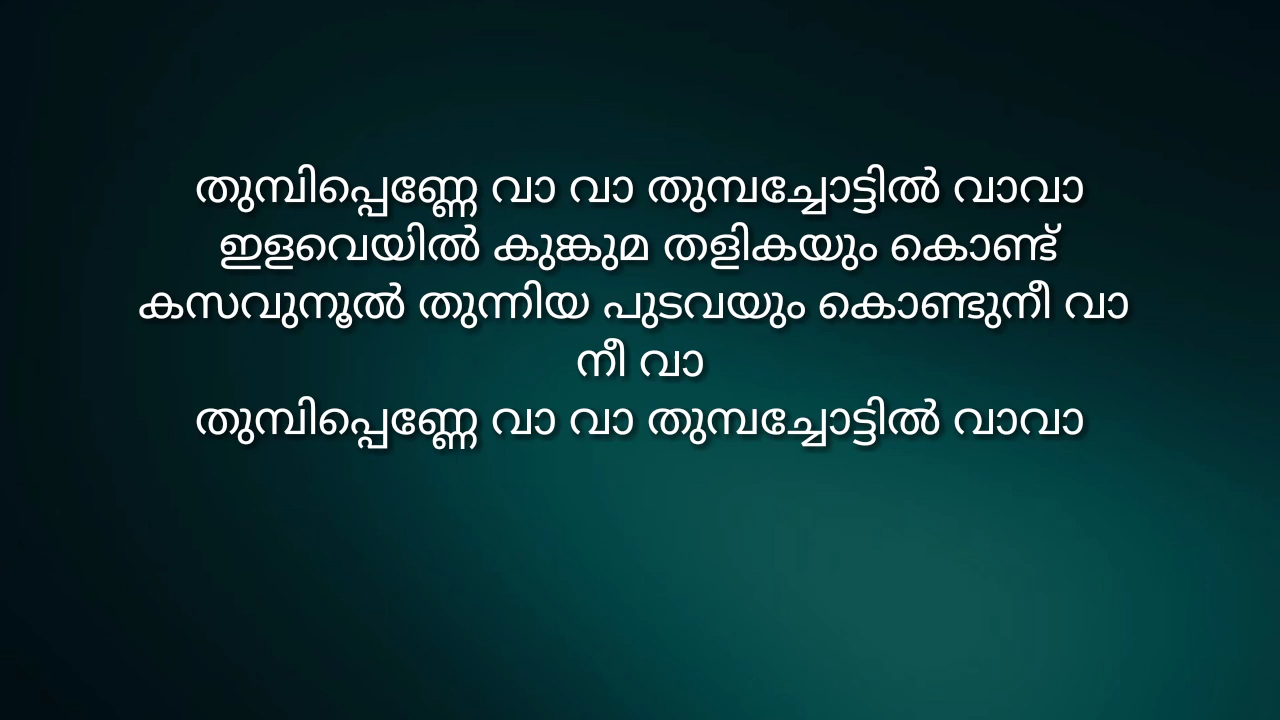 തുമ്പിപ്പെണ്ണേ വാ വാ തുമ്പച്ചോട്ടിൽ വാവാ
ഇളവെയിൽ കുങ്കുമ തളികയും കൊണ്ട്
കസവുനൂൽ തുന്നിയ പുടവയും കൊണ്ടുനീ വാ
നീ വാ
തുമ്പിപ്പെണ്ണേ വാ വാ തുമ്പച്ചോട്ടിൽ വാവാ